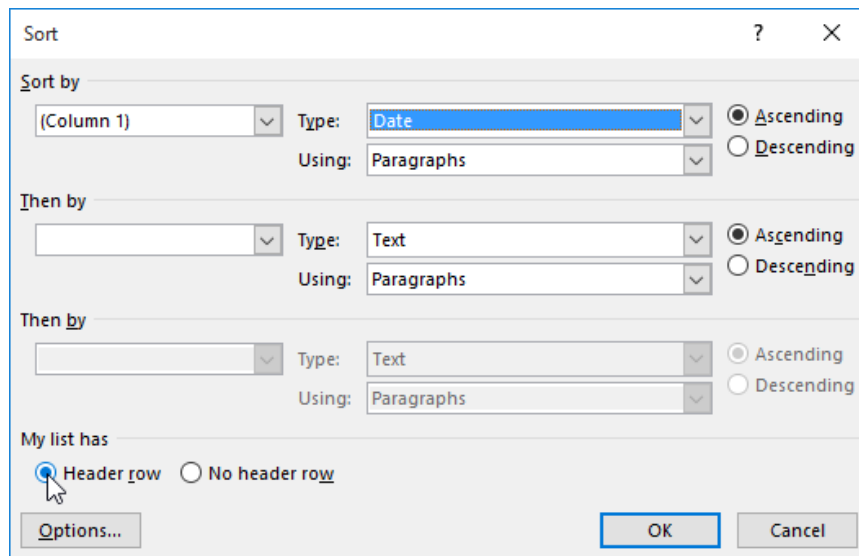 Sort ?
Sort by
(Column 1) Type: Date Ascending
Using: Paragraphs Descending
Then by
Type: Text Ascending
Using: Paragraphs Descending
Then by
Type: Text Ascending
Using: Paragraphs Descending
My list has
Header row No header row
Options... OK Cancel